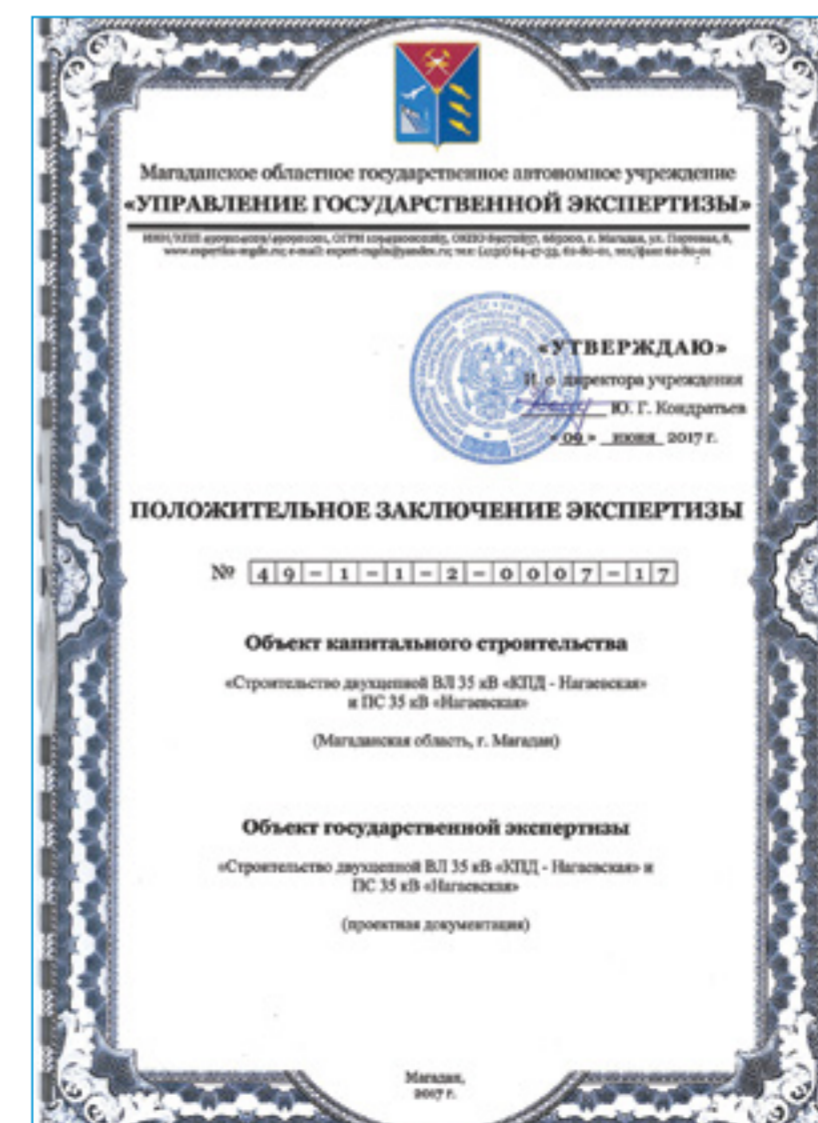 Магаданское областное государственное автономное учреждение
«УПРАВЛЕНИЕ ГОСУДАРСТВЕННОЙ ЭКСПЕРТИЗЫ»
г. Магадан, ул.
«УТВЕРЖДАЮ»
И. о. директора учреждения
Ю. Г. Кондратьев
« 09 » июня 2017 г.
ПОЛОЖИТЕЛЬНОЕ ЗАКЛЮЧЕНИЕ ЭКСПЕРТИЗЫ
№ 49-1-1-2-0007-17
Объект капитального строительства
«Строительство двухцепной ВЛ 35 кВ «КПД - Нагаевская»
и ПС 35 кВ «Нагаевская»
(Магаданская область, г. Магадан)
Объект государственной экспертизы
«Строительство двухцепной ВЛ 35 кВ «КПД - Нагаевская» и
ПС 35 кВ «Нагаевская»
(проектная документация)
Магадан,
2017 г.